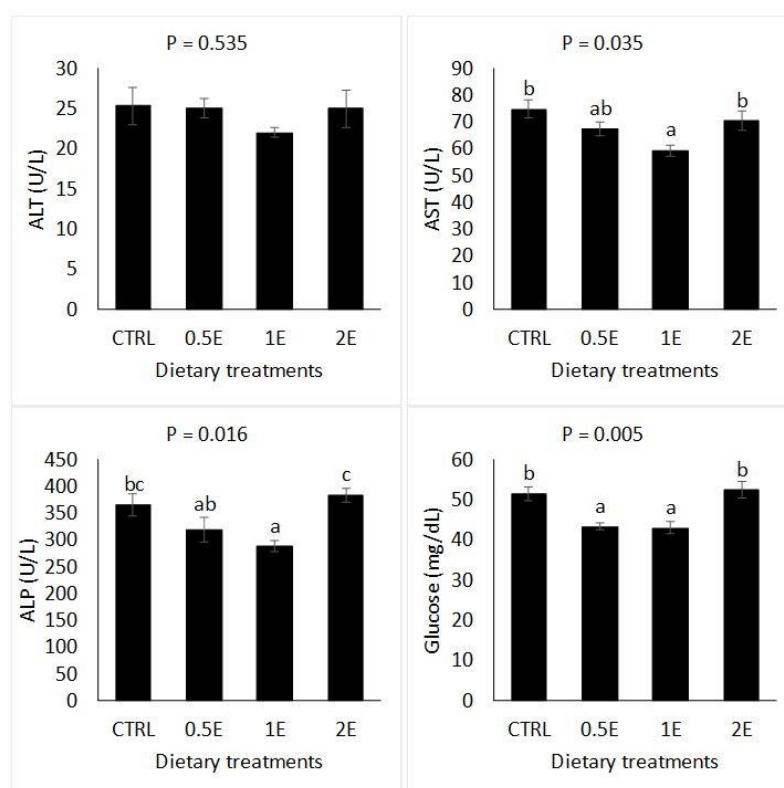 P = 0.535
ALT (U/L)
30
25
20
15
10
5
0
CTRL 0.5E 1E 2E
Dietary treatments
P = 0.035
AST (U/L)
90
80
70
60
50
40
30
20
10
0
b ab a b
CTRL 0.5E 1E 2E
Dietary treatments
P = 0.016
ALP (U/L)
450
400
350
300
250
200
150
100
50
0
bc ab a c
CTRL 0.5E 1E 2E
Dietary treatments
P = 0.005
Glucose (mg/dL)
60
50
40
30
20
10
0
b a a b
CTRL 0.5E 1E 2E
Dietary treatments